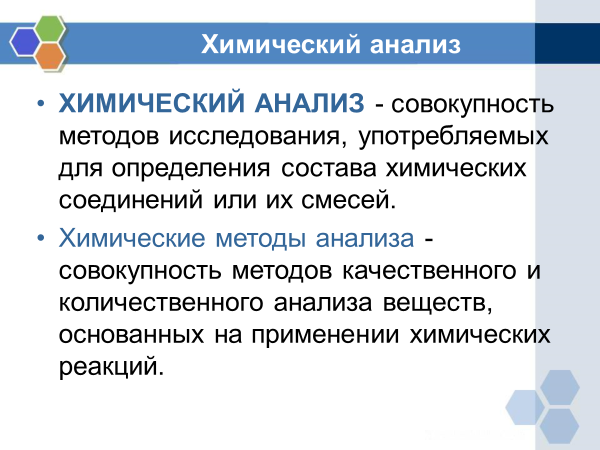 Химический анализ
• ХИМИЧЕСКИЙ АНАЛИЗ - совокупность
методов исследования, употребляемых
для определения состава химических
соединений или их смесей.
• Химические методы анализа -
совокупность методов качественного и
количественного анализа веществ,
основанных на применении химических
реакций.